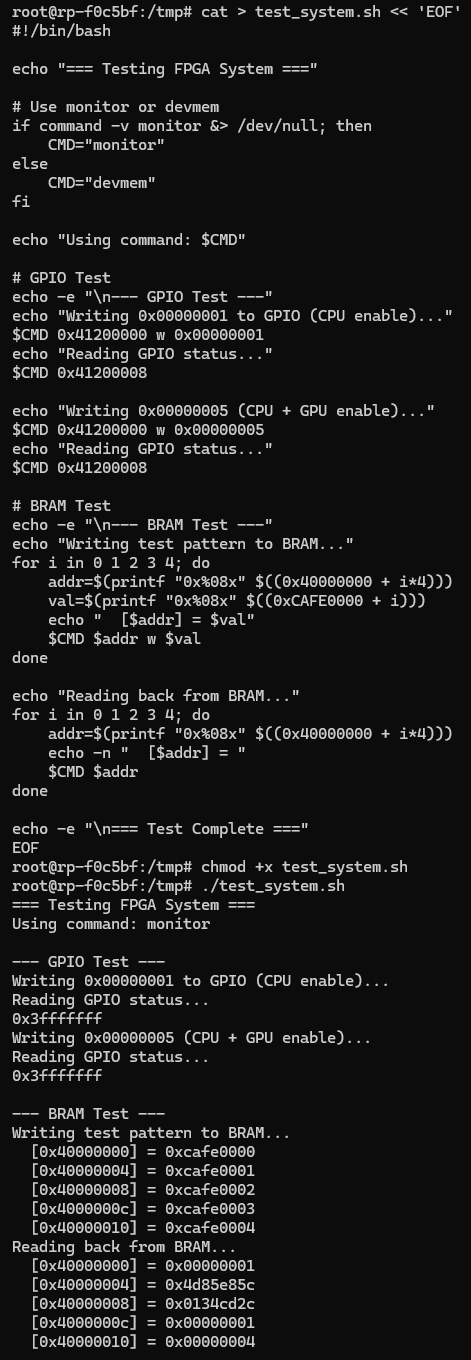 root@rp-f0c5bf:/tmp# cat > test_system.sh << 'EOF'
#!/bin/bash

echo "=== Testing FPGA System ==="

# Use monitor or devmem
if command -v monitor &> /dev/null; then
    CMD="monitor"
else
    CMD="devmem"
fi

echo "Using command: $CMD"

# GPIO Test
echo -e "\n--- GPIO Test ---"
echo "Writing 0x00000001 to GPIO (CPU enable)..."
$CMD 0x41200000 w 0x00000001
echo "Reading GPIO status..."
$CMD 0x41200008

echo "Writing 0x00000005 (CPU + GPU enable)..."
$CMD 0x41200000 w 0x00000005
echo "Reading GPIO status..."
$CMD 0x41200008

# BRAM Test
echo -e "\n--- BRAM Test ---"
echo "Writing test pattern to BRAM..."
for i in 0 1 2 3 4; do
    addr=$(printf "0x%08x" $((0x40000000 + i*4)))
    val=$(printf "0x%08x" $((0xCAFE0000 + i)))
    echo "  [$addr] = $val"
    $CMD $addr w $val
done

echo "Reading back from BRAM..."
for i in 0 1 2 3 4; do
    addr=$(printf "0x%08x" $((0x40000000 + i*4)))
    echo -n "  [$addr] = "
    $CMD $addr
done

echo -e "\n=== Test Complete ==="
EOF
root@rp-f0c5bf:/tmp# chmod +x test_system.sh
root@rp-f0c5bf:/tmp# ./test_system.sh
=== Testing FPGA System ===
Using command: monitor

--- GPIO Test ---
Writing 0x00000001 to GPIO (CPU enable)...
Reading GPIO status...
0x3fffffff
Writing 0x00000005 (CPU + GPU enable)...
Reading GPIO status...
0x3fffffff

--- BRAM Test ---
Writing test pattern to BRAM...
  [0x40000000] = 0xcafe0000
  [0x40000004] = 0xcafe0001
  [0x40000008] = 0xcafe0002
  [0x4000000c] = 0xcafe0003
  [0x40000010] = 0xcafe0004
Reading back from BRAM...
  [0x40000000] = 0x00000001
  [0x40000004] = 0x4d85e85c
  [0x40000008] = 0x0134cd2c
  [0x4000000c] = 0x00000001
  [0x40000010] = 0x00000004